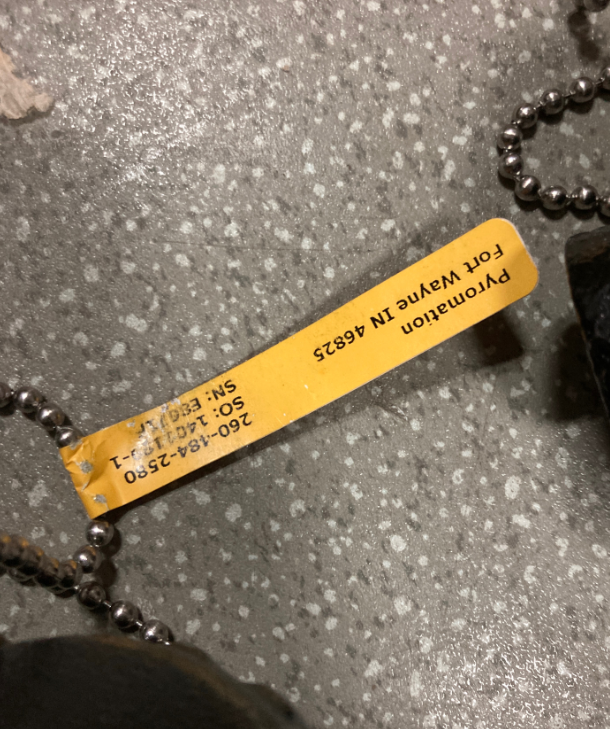 Pyromation
Fort Wayne IN 46825
260-484-2580
SO:
SN: